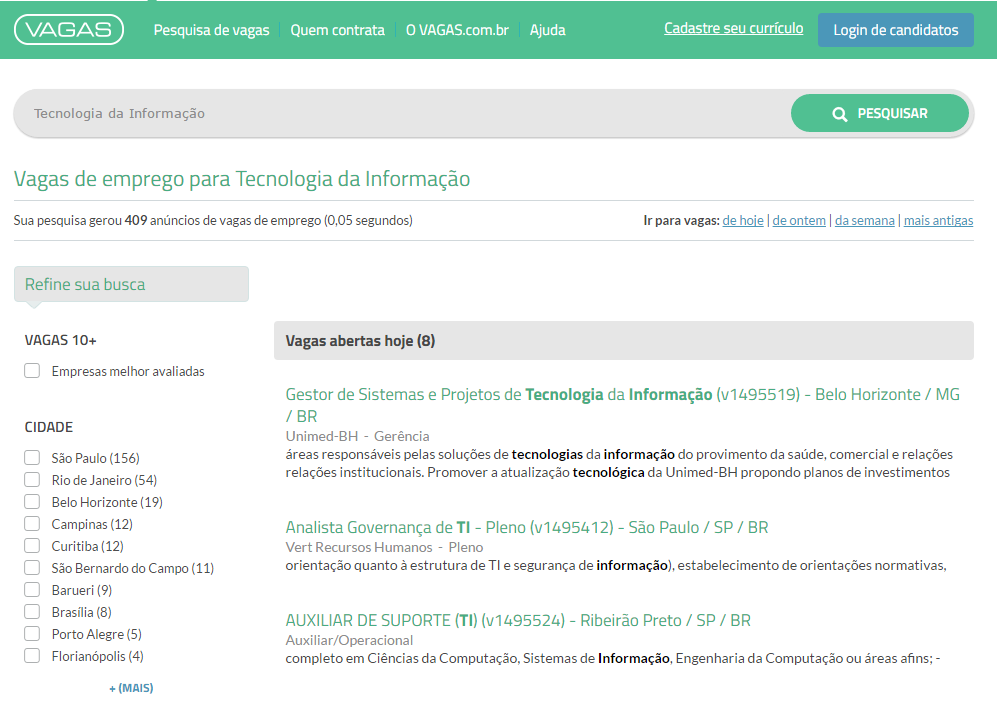 VAGAS
Pesquisa de vagas
Quem contrata
O VAGAS.com.br
Ajuda
Cadastre seu currículo
Login de candidatos
Tecnologia da Informação
PESQUISAR
Vagas de emprego para Tecnologia da Informação
Sua pesquisa gerou 409 anúncios de vagas de emprego (0,05 segundos)
Ir para vagas: de hoje | de ontem | da semana | mais antigas
Refine sua busca
VAGAS 10+
Empresas melhor avaliadas
CIDADE
São Paulo (156)
Rio de Janeiro (54)
Belo Horizonte (19)
Campinas (12)
Curitiba (12)
São Bernardo do Campo (11)
Barueri (9)
Brasília (8)
Porto Alegre (5)
Florianópolis (4)
+ (MAIS)
Vagas abertas hoje (8)
Gestor de Sistemas e Projetos de Tecnologia da Informação (v1495519) - Belo Horizonte / MG
/ BR
Unimed-BH - Gerência
áreas responsáveis pelas soluções de tecnologias da informação do provimento da saúde, comercial e relações
relações institucionais. Promover a atualização tecnológica da Unimed-BH propondo planos de investimentos
Analista Governança de TI - Pleno (v1495412) - São Paulo / SP / BR
Vert Recursos Humanos - Pleno
orientação quanto à estrutura de TI e segurança de informação), estabelecimento de orientações normativas,
AUXILIAR DE SUPORTE (TI) (v1495524) - Ribeirão Preto / SP / BR
Auxiliar/Operacional
completo em Ciências da Computação, Sistemas de Informação, Engenharia da Computação ou áreas afins; -